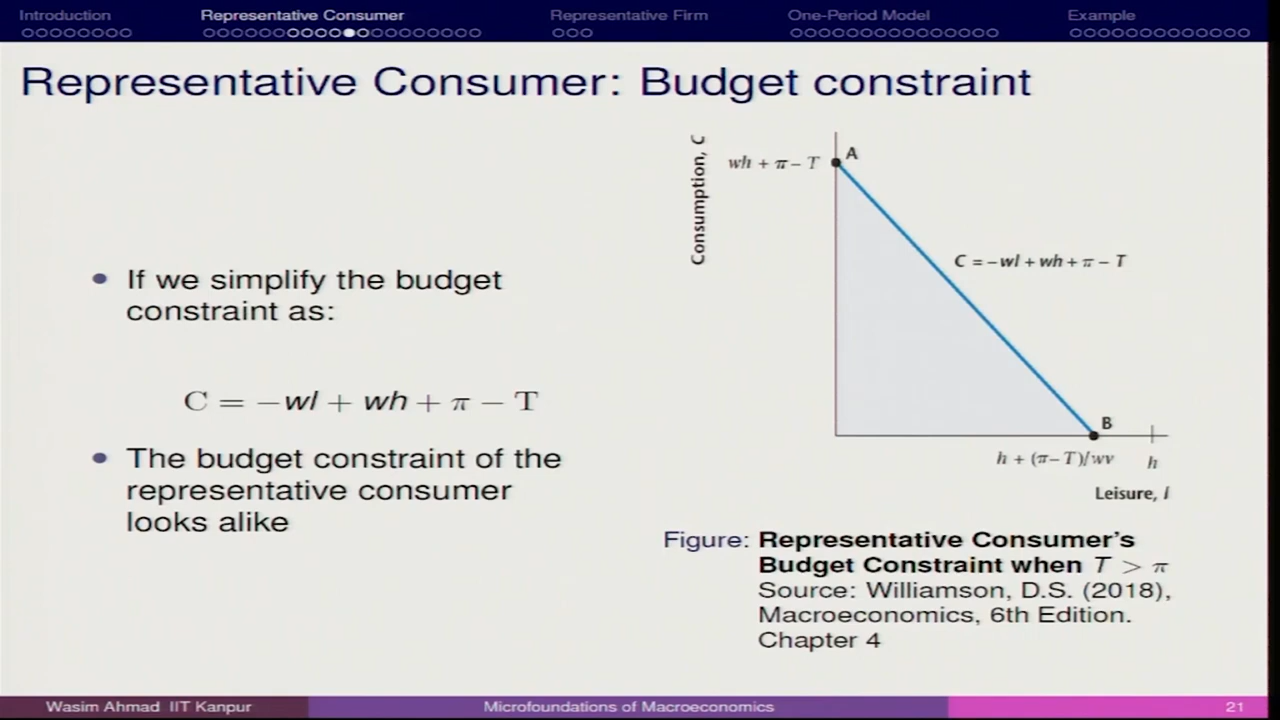 Introduction Representative Consumer Representative Firm One-Period Model Example
Representative Consumer: Budget constraint
• If we simplify the budget
constraint as:
C = −wl + wh + π − T
• The budget constraint of the
representative consumer
looks alike
Consumption, C
wh + π − T
A
C = −wl + wh + π − T
B
h + (π−T)/wv
h
Leisure, l
Figure: Representative Consumer's
Budget Constraint when T > π
Source: Williamson, D.S. (2018),
Macroeconomics, 6th Edition.
Chapter 4
Wasim Ahmad IIT Kanpur Microfoundations of Macroeconomics 21